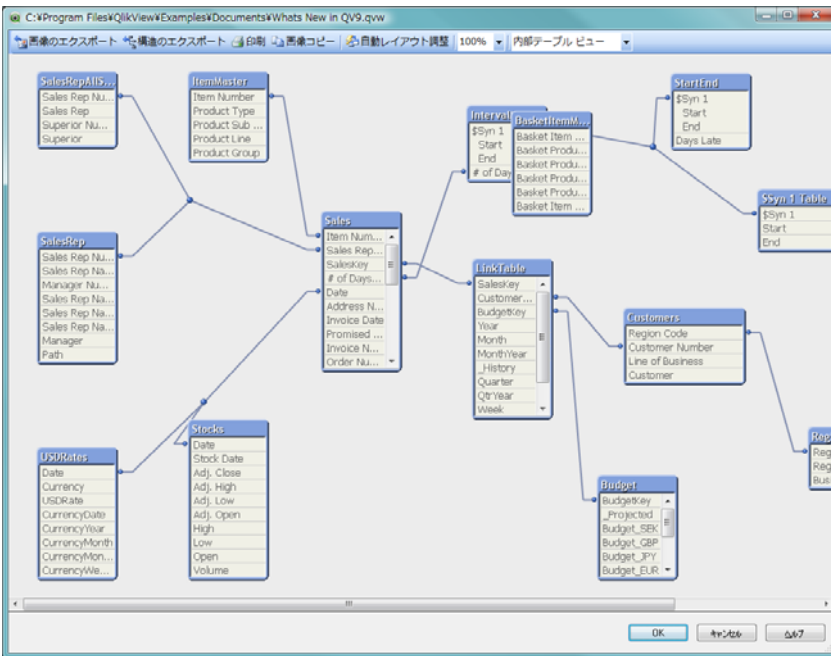 C:¥Program Files¥QlikView¥Examples¥Documents¥Whats New in QV9.qvw
画像のエクスポート 構造のエクスポート 印刷 画像コピー 自動レイアウト調整 100% 内部テーブル ビュー
SalesRepAllS...
Sales Rep Nu...
Sales Rep
Superior Nu...
Superior
ItemMaster
Item Number
Product Type
Product Sub ...
Product Line
Product Group
Interval
$Syn 1
Start
End
# of Day
BasketItemM...
Basket Item ...
Basket Produ...
Basket Produ...
Basket Produ...
Basket Produ...
Basket Item ...
StartEnd
$Syn 1
Start
End
Days Late
$Syn 1 Table
$Syn 1
Start
End
SalesRep
Sales Rep Nu...
Sales Rep Na...
Manager Nu...
Sales Rep Na...
Sales Rep Na...
Sales Rep Na...
Manager
Path
Sales
Item Num...
Sales Rep...
SalesKey
# of Days...
Date
Address N...
Invoice Date
Promised ...
Invoice N...
Order Nu...
LinkTable
SalesKey
Customer...
BudgetKey
Year
Month
MonthYear
_History
Quarter
QtrYear
Week
Customers
Region Code
Customer Number
Line of Business
Customer
Reg
Reg
Reg
Bus
USDRates
Date
Currency
USDRate
CurrencyDate
CurrencyYear
CurrencyMonth
CurrencyMon...
CurrencyWe...
Stocks
Date
Stock Date
Adj. Close
Adj. High
Adj. Low
Adj. Open
High
Low
Open
Volume
Budget
BudgetKey
_Projected
Budget_SEK
Budget_GBP
Budget_JPY
Budget_EUR
OK キャンセル ヘルプ